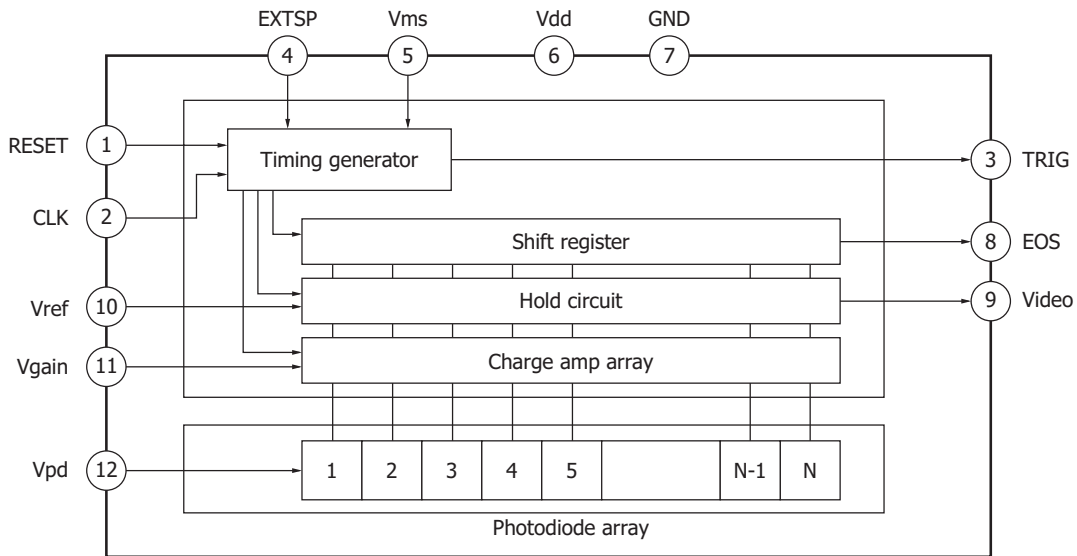 EXTSP Vms Vdd GND
4 5 6 7
RESET 1 Timing generator 3 TRIG
CLK 2
Shift register 8 EOS
Vref 10 Hold circuit 9 Video
Vgain 11 Charge amp array
Vpd 12 1 2 3 4 5 N-1 N
Photodiode array